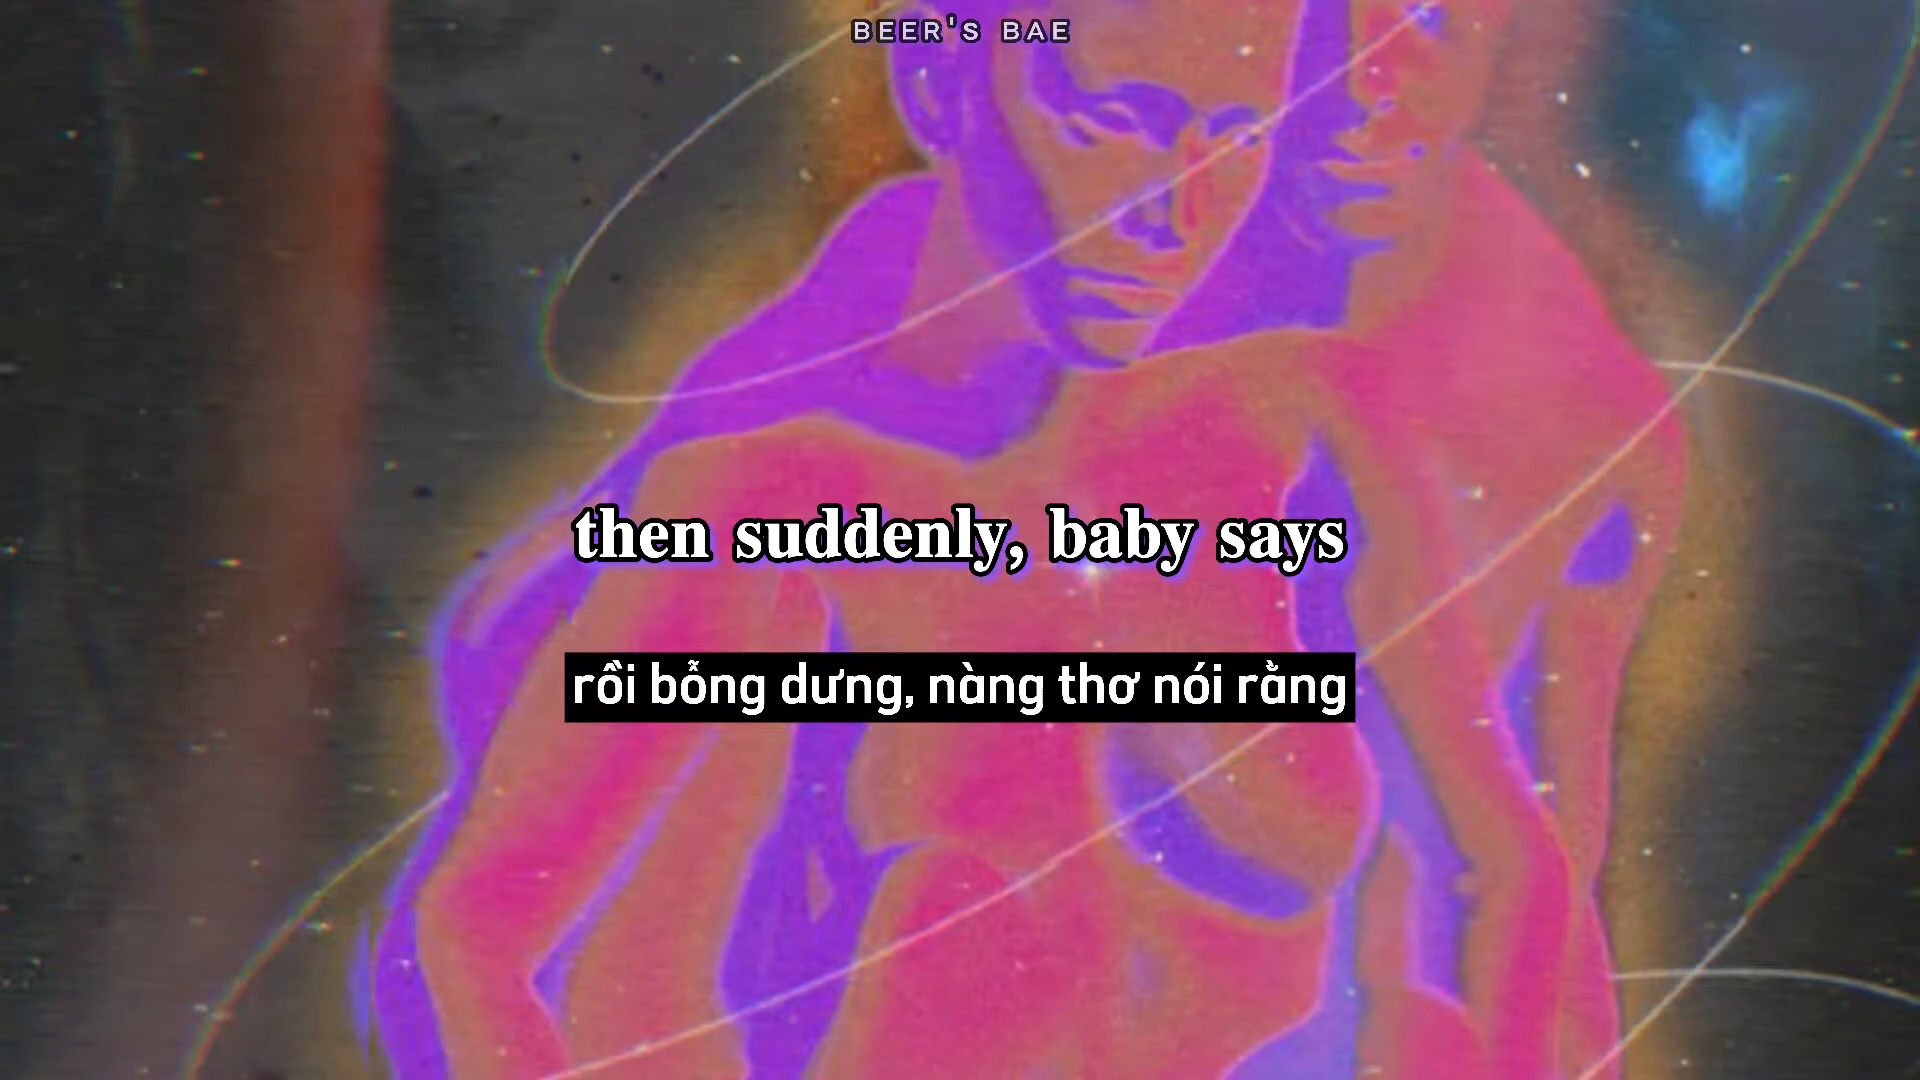 BEER'S BAE
then suddenly, baby says
rồi bỗng dưng, nàng thơ nói rằng